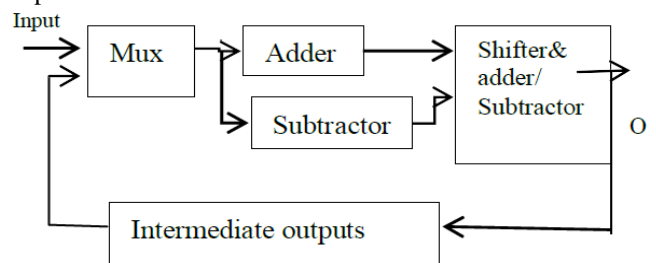 Input
Mux
Adder
Subtractor
Shifter&
adder/
Subtractor
O
Intermediate outputs